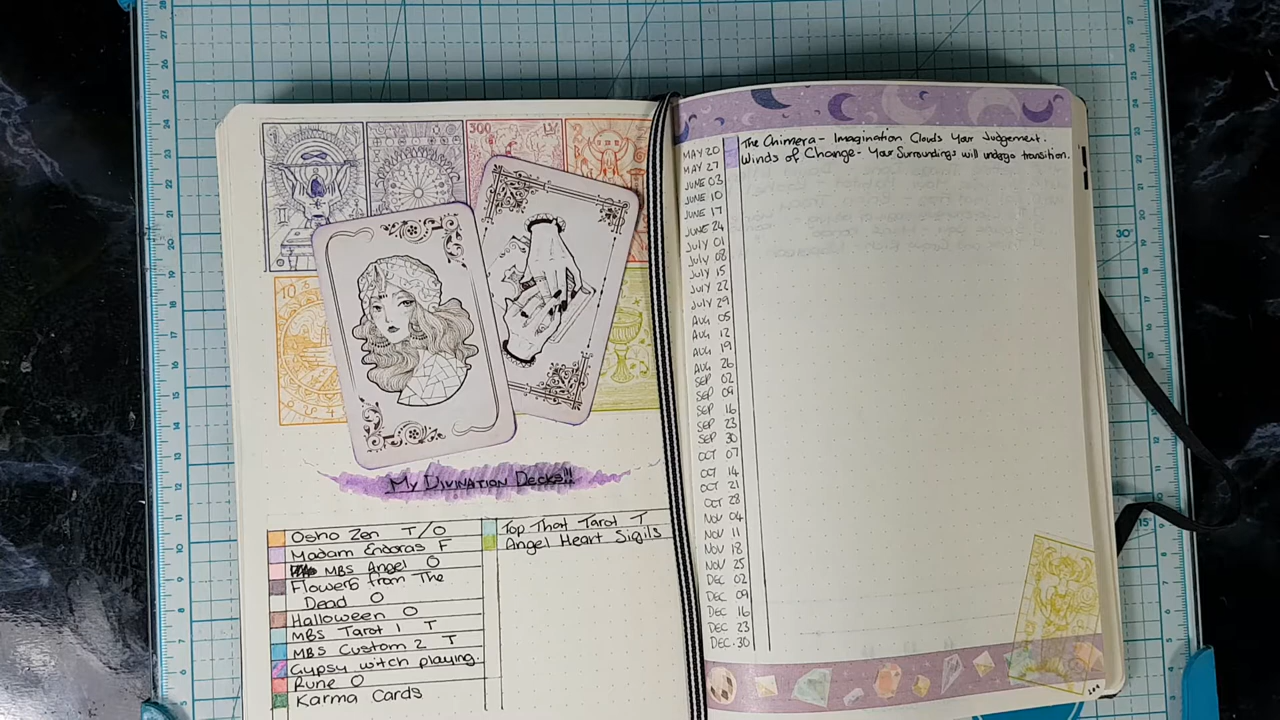 300
LV
10
My Divination Decks!!
Osho Zen T/O
Madam Endoras F
MBS Angel O
Flowers from The
Dead O
Halloween O
MBS Tarot 1 T
MBS Custom 2 T
Gypsy witch playing.
Rune O
Karma Cards
Top That Tarot T
Angel Heart Sigils
The Chimera - Imagination Clouds Your Judgement.
MAY 20
Winds of Change - Your Surroundings will undergo transition.
MAY 27
JUNE 03
JUNE 10
JUNE 17
JUNE 24
JULY 01
JULY 08
JULY 15
JULY 22
JULY 29
AUG 05
AUG 12
AUG 19
AUG 26
SEP 02
SEP 09
SEP 16
SEP 23
SEP 30
OCT 07
OCT 14
OCT 21
OCT 28
NOV 04
NOV 11
NOV 18
NOV 25
DEC 02
DEC 09
DEC 16
DEC 23
DEC 30